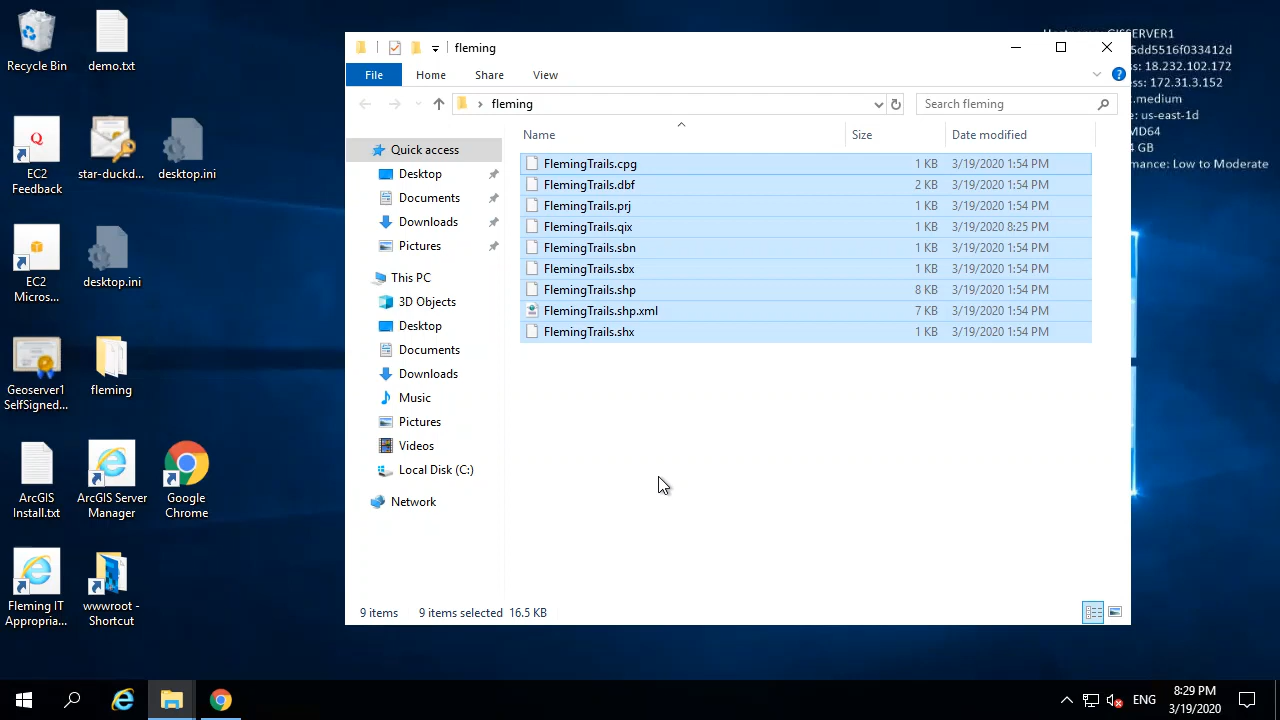 Recycle Bin
demo.txt
EC2
Feedback
star-duckd...
desktop.ini
EC2
Micros...
desktop.ini
Geoserver1
SelfSigned...
fleming
ArcGIS
Install.txt
ArcGIS Server
Manager
Google
Chrome
Fleming IT
Appropria...
wwwroot -
Shortcut
fleming
File
Home
Share
View
fleming
Search fleming
Name
Size
Date modified
Quick access
Desktop
Documents
Downloads
Pictures
This PC
3D Objects
Desktop
Documents
Downloads
Music
Pictures
Videos
Local Disk (C:)
Network
FlemingTrails.cpg 1 KB 3/19/2020 1:54 PM
FlemingTrails.dbf 2 KB 3/19/2020 1:54 PM
FlemingTrails.prj 1 KB 3/19/2020 1:54 PM
FlemingTrails.qix 1 KB 3/19/2020 8:25 PM
FlemingTrails.sbn 1 KB 3/19/2020 1:54 PM
FlemingTrails.sbx 1 KB 3/19/2020 1:54 PM
FlemingTrails.shp 8 KB 3/19/2020 1:54 PM
FlemingTrails.shp.xml 7 KB 3/19/2020 1:54 PM
FlemingTrails.shx 1 KB 3/19/2020 1:54 PM
9 items 9 items selected 16.5 KB
5dd5516f033412d
ss: 18.232.102.172
ss: 172.31.3.152
.medium
e: us-east-1d
MD64
4 GB
mance: Low to Moderate
ENG
8:29 PM
3/19/2020